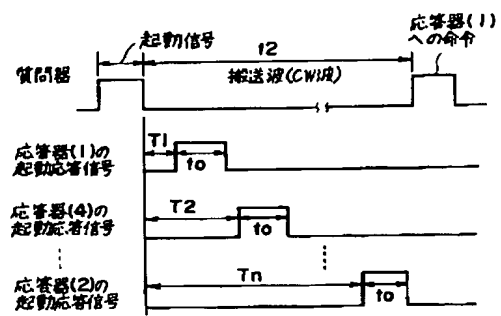 起動信号
t2
応答器(1)
への命令
質問器
搬送波(CW波)
応答器(1)の
起動応答信号
T1
to
応答器(4)の
起動応答信号
T2
to
応答器(2)の
起動応答信号
Tn
to